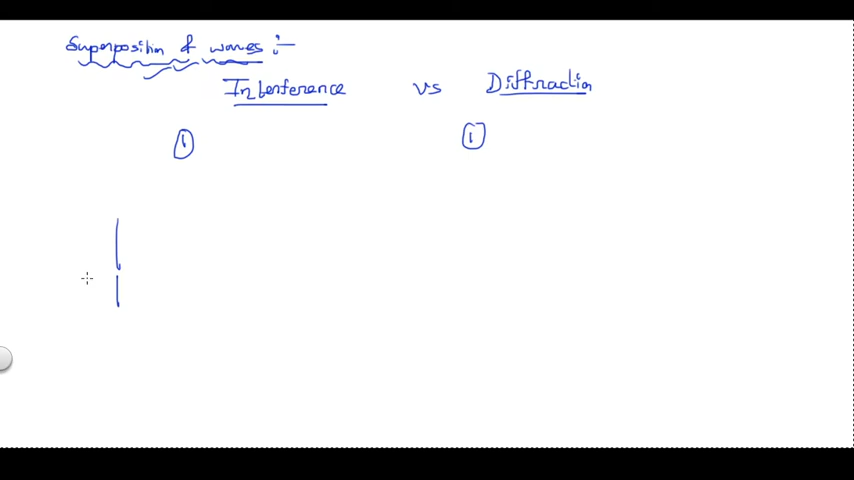 Superposition of waves :-
Interference vs Diffraction
① ①